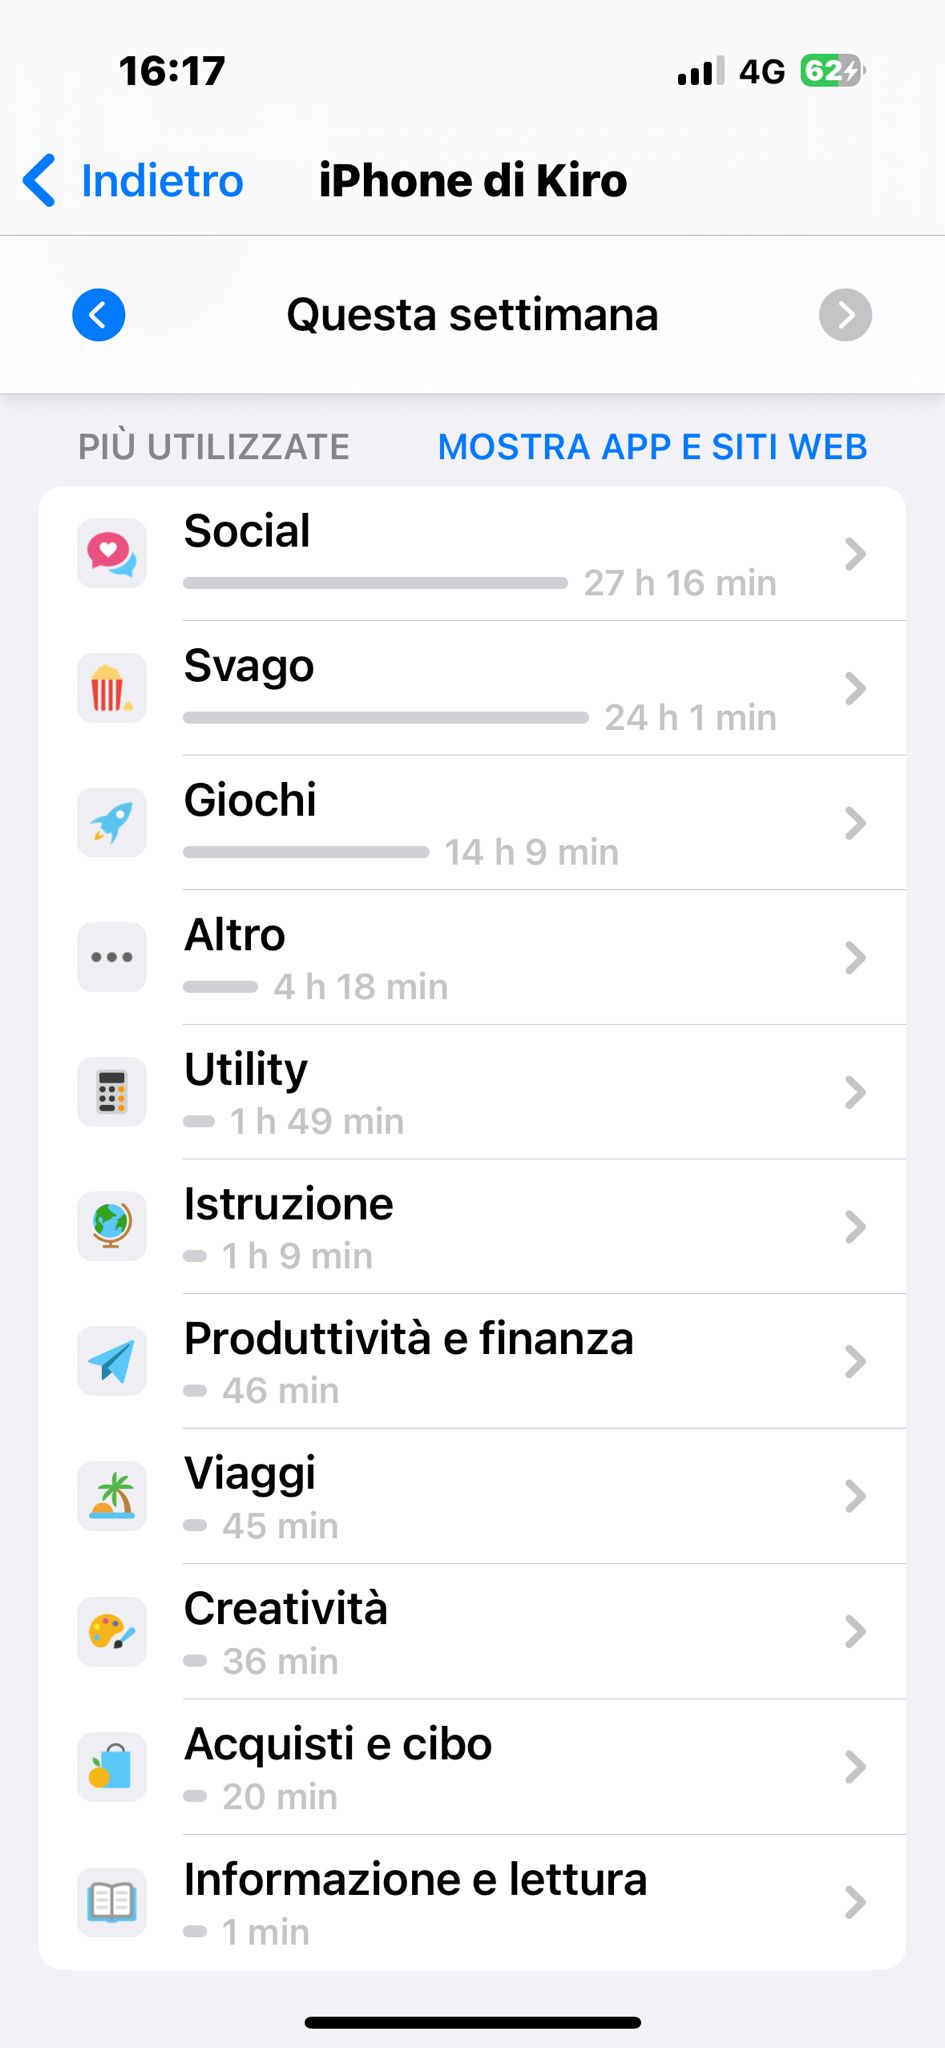 16:17
4G 62
Indietro
iPhone di Kiro
Questa settimana
PIÙ UTILIZZATE
MOSTRA APP E SITI WEB
Social
27 h 16 min
Svago
24 h 1 min
Giochi
14 h 9 min
Altro
4 h 18 min
Utility
1 h 49 min
Istruzione
1 h 9 min
Produttività e finanza
46 min
Viaggi
45 min
Creatività
36 min
Acquisti e cibo
20 min
Informazione e lettura
1 min